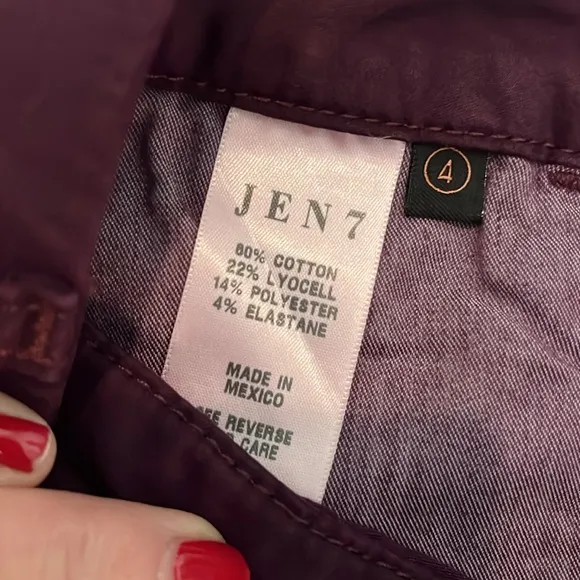 JEN7
60% COTTON
22% LYOCELL
14% POLYESTER
4% ELASTANE
MADE IN
MEXICO
REVERSE
CARE
4